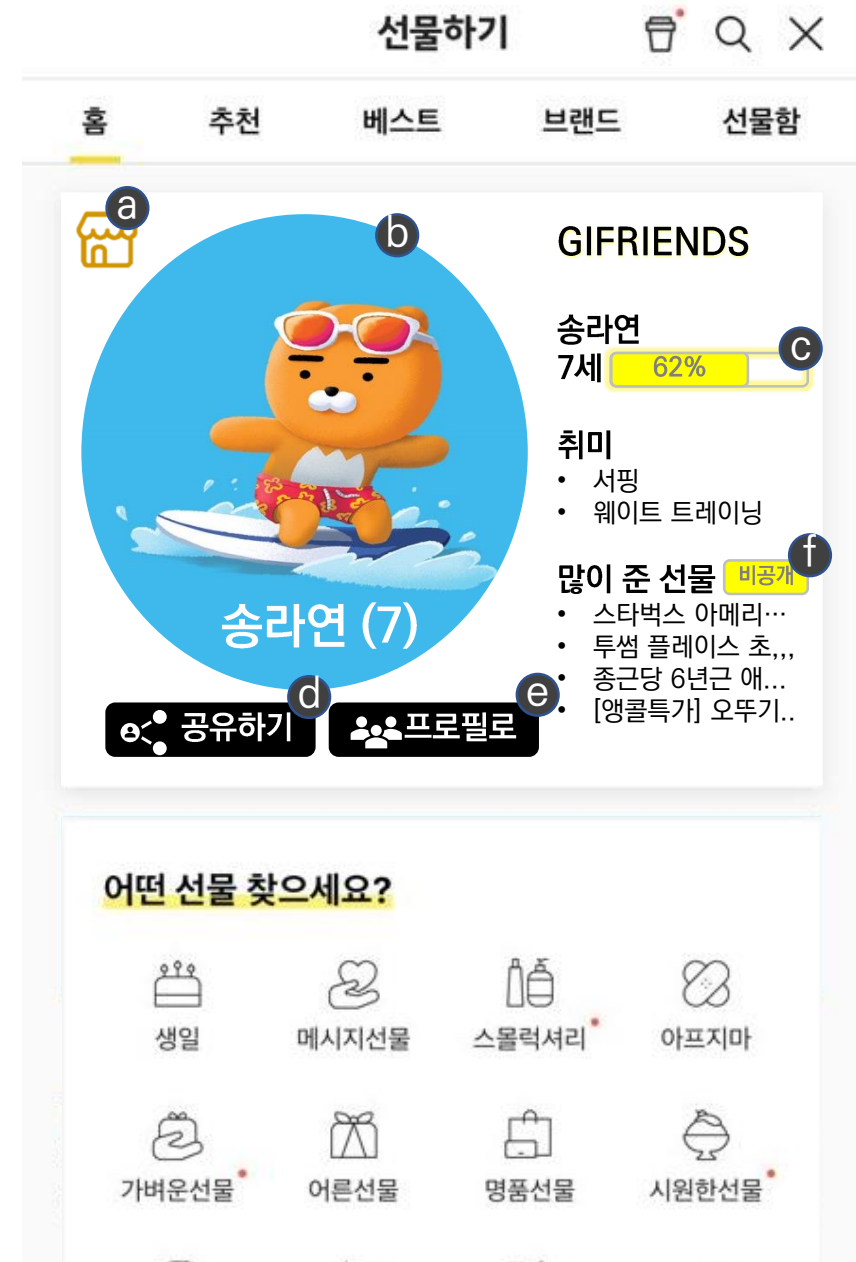 선물하기
홈 추천 베스트 브랜드 선물함
a
b
GIFRIENDS
송라연
7세 62% c
취미
• 서핑
• 웨이트 트레이닝
많이 준 선물 비공개 f
• 스타벅스 아메리…
• 투썸 플레이스 초,,,
• 종근당 6년근 애...
• [앵콜특가] 오뚜기..
송라연 (7)
d e
공유하기 프로필로
어떤 선물 찾으세요?
생일 메시지선물 스몰럭셔리 아프지마
가벼운선물 어른선물 명품선물 시원한선물